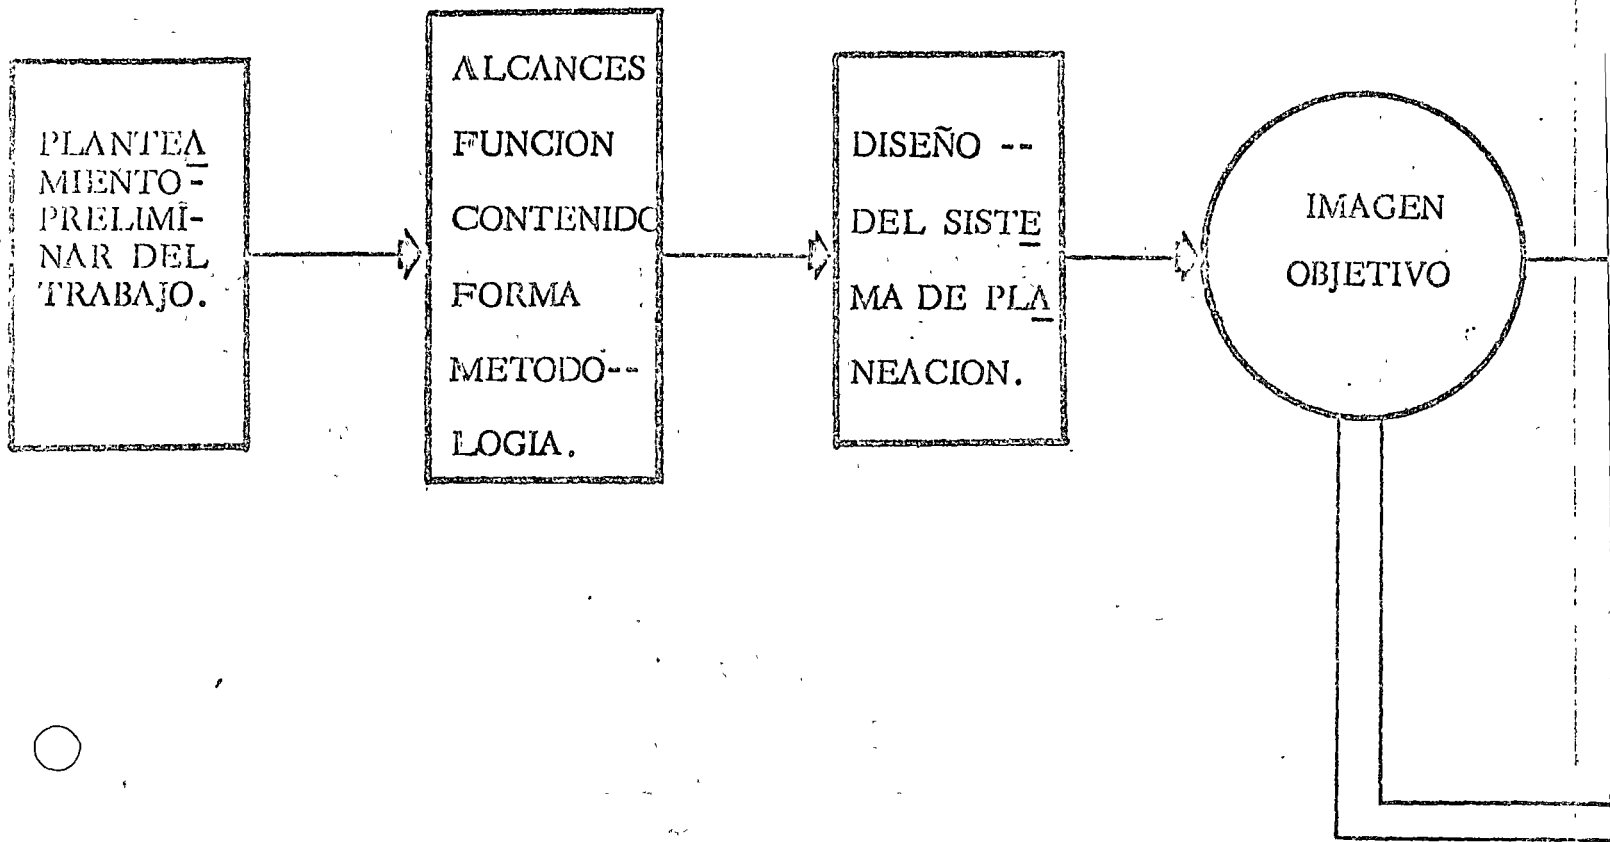 PLANTEA
MIENTO-
PRELIMI-
NAR DEL
TRABAJO.
ALCANCES
FUNCION
CONTENIDO
FORMA
METODO--
LOGIA.
DISEÑO --
DEL SISTE
MA DE PLA
NEACION.
IMAGEN
OBJETIVO